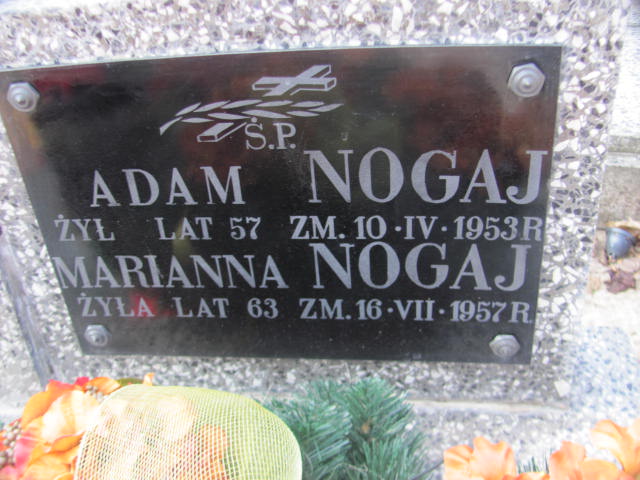 Ś.P.
ADAM NOGAJ
ŻYŁ LAT 57 ZM. 10·IV·1953R
MARIANNA NOGAJ
ŻYŁA LAT 63 ZM. 16·VII·1957R.